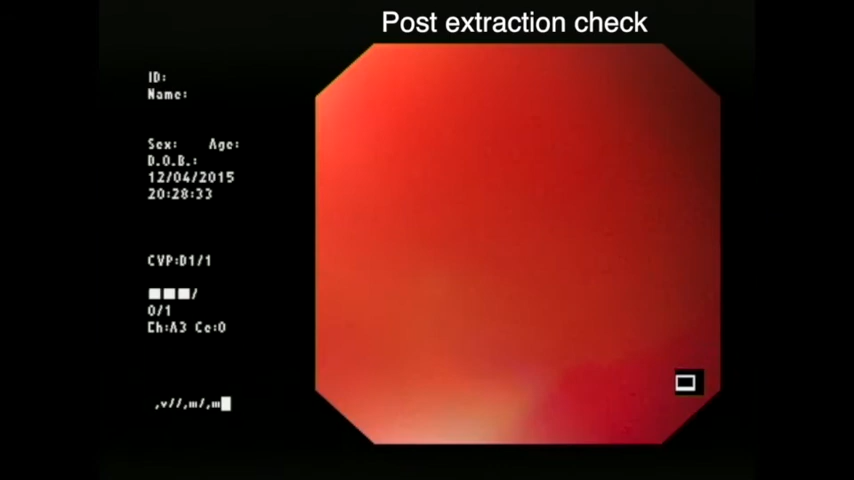 Post extraction check
ID:
Name:
Sex: Age:
D.O.B.:
12/04/2015
20:28:33
CVP:D1/1
■■■/
0/1
Eh:A3 Ce:0
,v//,m/,m